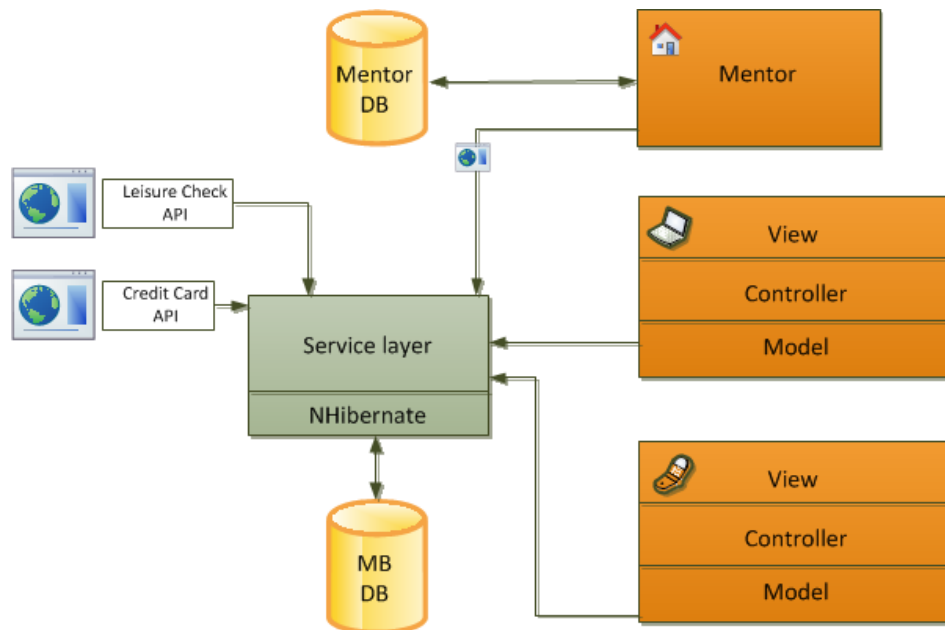 Mentor
DB
Mentor
Leisure Check
API
Credit Card
API
Service layer
NHibernate
MB
DB
View
Controller
Model
View
Controller
Model